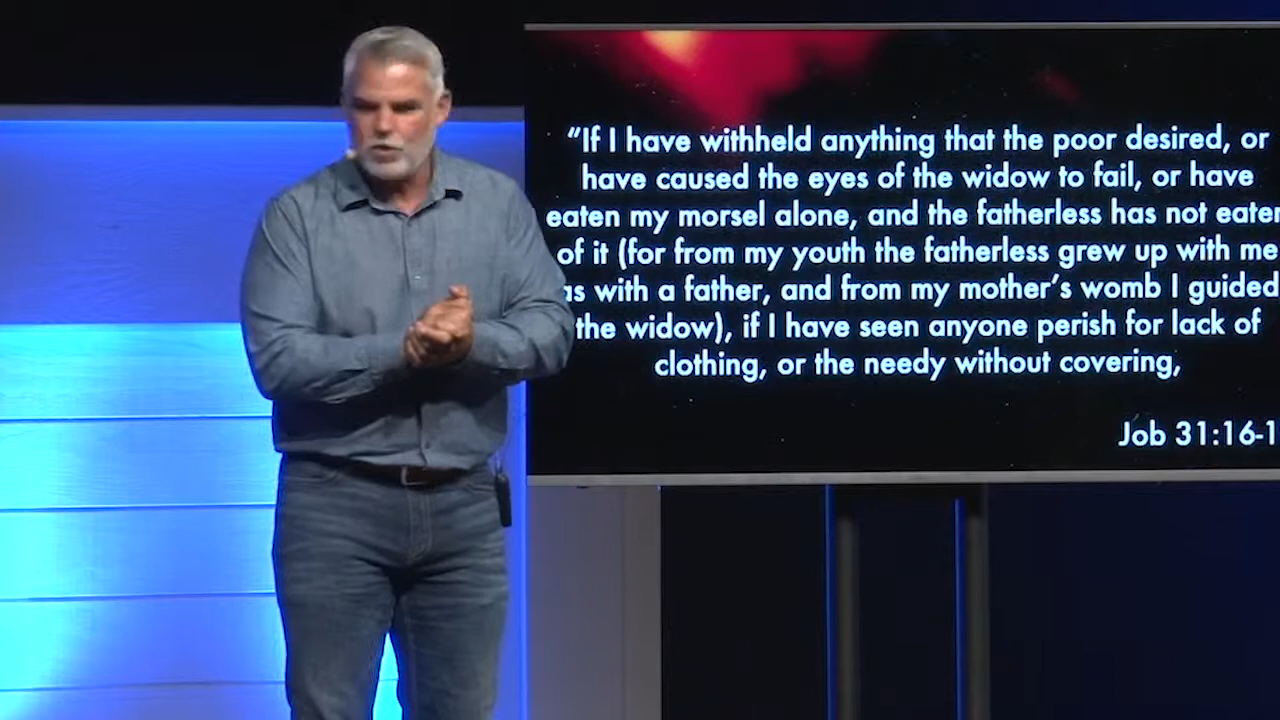 “If I have withheld anything that the poor desired, or
have caused the eyes of the widow to fail, or have
eaten my morsel alone, and the fatherless has not eaten
of it (for from my youth the fatherless grew up with me
as with a father, and from my mother’s womb I guided
the widow), if I have seen anyone perish for lack of
clothing, or the needy without covering,
Job 31:16-1